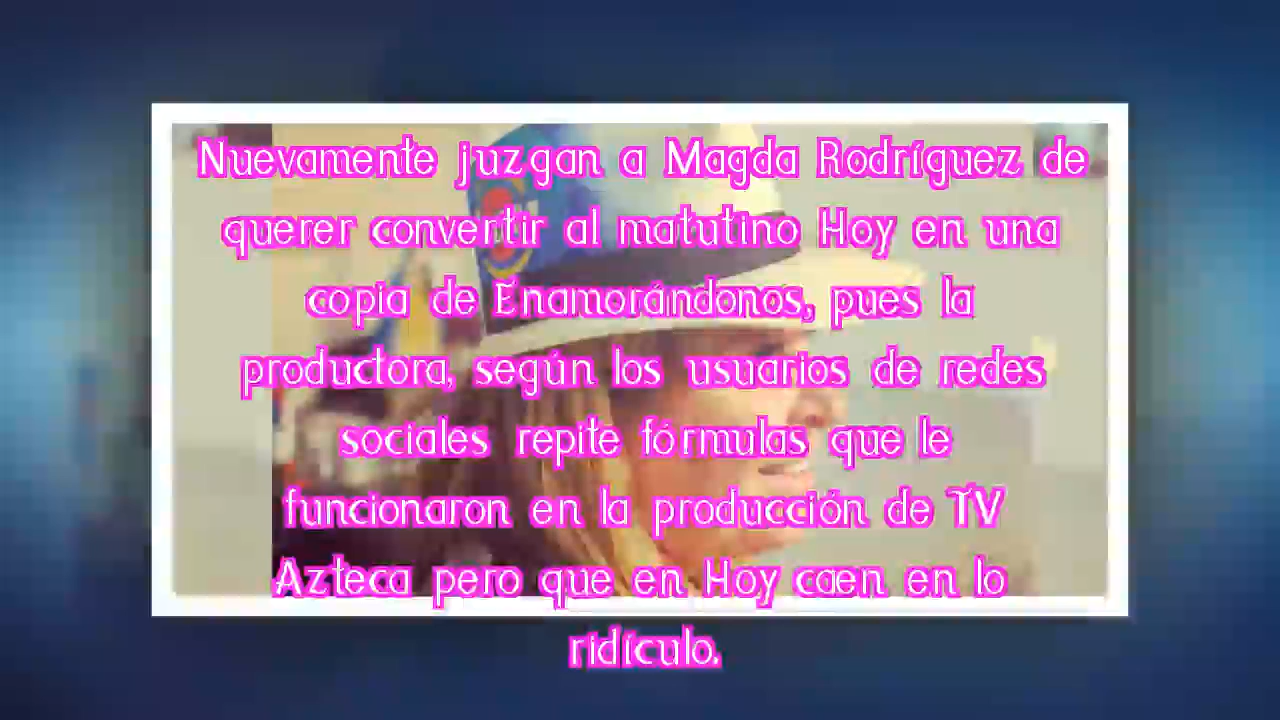 Nuevamente juzgan a Magda Rodríguez de
querer convertir al matutino Hoy en una
copia de Enamorándonos, pues la
productora, según los usuarios de redes
sociales repite fórmulas que le
funcionaron en la producción de TV
Azteca pero que en Hoy caen en lo
ridículo.